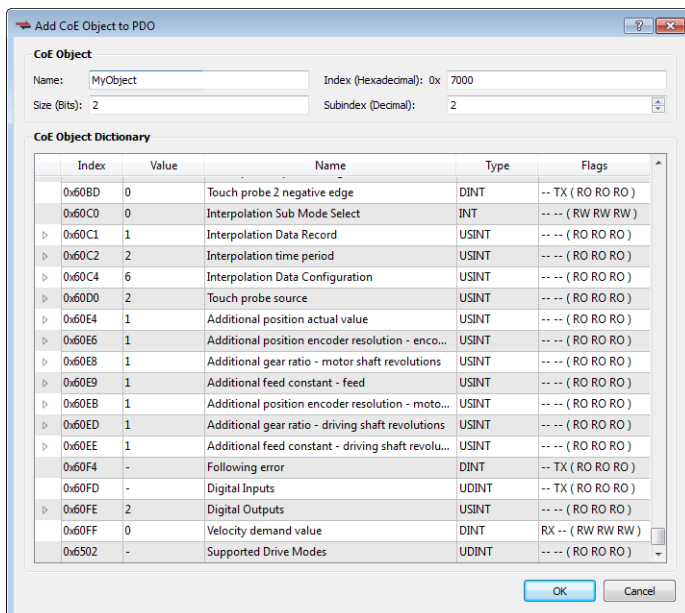 Add CoE Object to PDO
CoE Object
Name: MyObject Index (Hexadecimal): 0x 7000
Size (Bits): 2 Subindex (Decimal): 2
CoE Object Dictionary
Index Value Name Type Flags
0x60BD 0 Touch probe 2 negative edge DINT -- TX ( RO RO RO )
0x60C0 0 Interpolation Sub Mode Select INT -- -- ( RW RW RW )
0x60C1 1 Interpolation Data Record USINT -- -- ( RO RO RO )
0x60C2 2 Interpolation time period USINT -- -- ( RO RO RO )
0x60C4 6 Interpolation Data Configuration USINT -- -- ( RO RO RO )
0x60D0 2 Touch probe source USINT -- -- ( RO RO RO )
0x60E4 1 Additional position actual value USINT -- -- ( RO RO RO )
0x60E6 1 Additional position encoder resolution - enco... USINT -- -- ( RO RO RO )
0x60E8 1 Additional gear ratio - motor shaft revolutions USINT -- -- ( RO RO RO )
0x60E9 1 Additional feed constant - feed USINT -- -- ( RO RO RO )
0x60EB 1 Additional position encoder resolution - moto... USINT -- -- ( RO RO RO )
0x60ED 1 Additional gear ratio - driving shaft revolutions USINT -- -- ( RO RO RO )
0x60EE 1 Additional feed constant - driving shaft revolu... USINT -- -- ( RO RO RO )
0x60F4 - Following error DINT -- TX ( RO RO RO )
0x60FD - Digital Inputs UDINT -- TX ( RO RO RO )
0x60FE 2 Digital Outputs USINT -- -- ( RO RO RO )
0x60FF 0 Velocity demand value DINT RX -- ( RW RW RW )
0x6502 - Supported Drive Modes UDINT -- -- ( RO RO RO )
OK Cancel